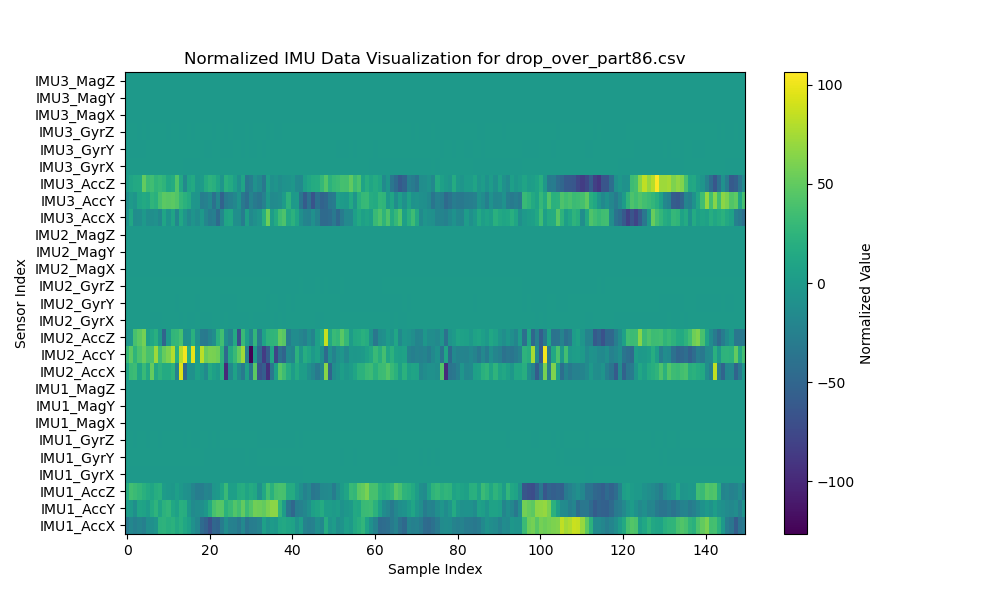 Normalized IMU Data Visualization for drop_over_part86.csv
IMU3_MagZ
IMU3_MagY
IMU3_MagX
IMU3_GyrZ
IMU3_GyrY
IMU3_GyrX
IMU3_AccZ
IMU3_AccY
IMU3_AccX
IMU2_MagZ
IMU2_MagY
IMU2_MagX
IMU2_GyrZ
IMU2_GyrY
IMU2_GyrX
IMU2_AccZ
IMU2_AccY
IMU2_AccX
IMU1_MagZ
IMU1_MagY
IMU1_MagX
IMU1_GyrZ
IMU1_GyrY
IMU1_GyrX
IMU1_AccZ
IMU1_AccY
IMU1_AccX
Sensor Index
0 20 40 60 80 100 120 140
Sample Index
100
50
0
−50
−100
Normalized Value